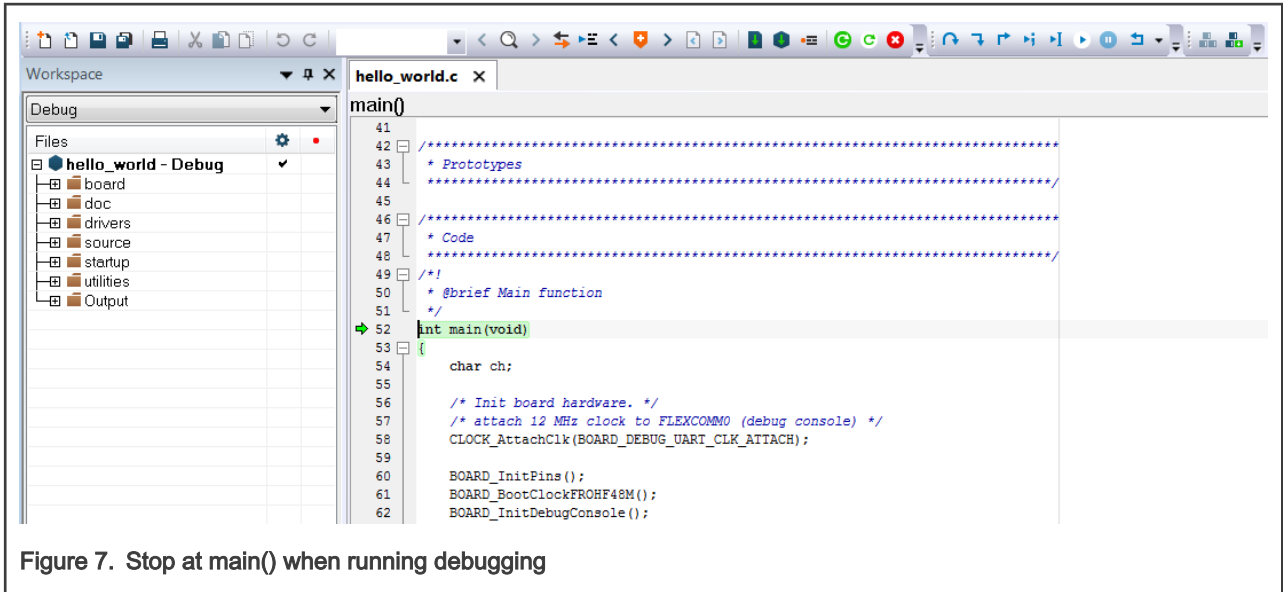 Workspace
hello_world.c
Debug
main()
Files
hello_world - Debug
board
doc
drivers
source
startup
utilities
Output
41
42 /*******************************************************************************
43 * Prototypes
44 ******************************************************************************/
45
46 /*******************************************************************************
47 * Code
48 ******************************************************************************/
49 /*!
50 * @brief Main function
51 */
52 int main(void)
53 {
54 char ch;
55
56 /* Init board hardware. */
57 /* attach 12 MHz clock to FLEXCOMM0 (debug console) */
58 CLOCK_AttachClk(BOARD_DEBUG_UART_CLK_ATTACH);
59
60 BOARD_InitPins();
61 BOARD_BootClockFROHF48M();
62 BOARD_InitDebugConsole();
Figure 7. Stop at main() when running debugging